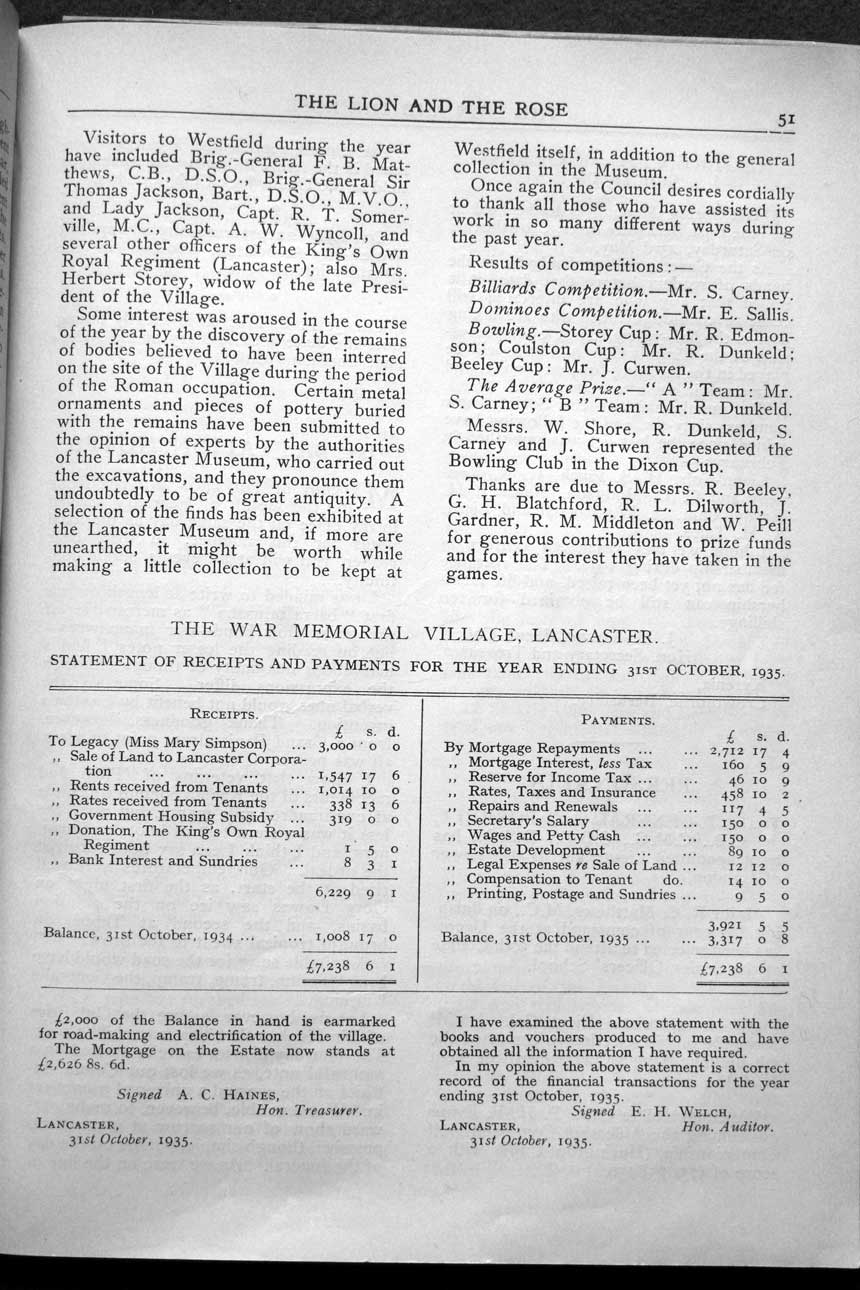 THE LION AND THE ROSE
51
Visitors to Westfield during the year
have included Brig.-General F. B. Mat-
thews, C.B., D.S.O., Brig.-General Sir
Thomas Jackson, Bart., D.S.O., M.V.O.,
and Lady Jackson, Capt. R. T. Somer-
ville, M.C., Capt. A. W. Wyncoll, and
several other officers of the King's Own
Royal Regiment (Lancaster); also Mrs.
Herbert Storey, widow of the late Presi-
dent of the Village.
Some interest was aroused in the course
of the year by the discovery of the remains
of bodies believed to have been interred
on the site of the Village during the period
of the Roman occupation. Certain metal
ornaments and pieces of pottery buried
with the remains have been submitted to
the opinion of experts by the authorities
of the Lancaster Museum, who carried out
the excavations, and they pronounce them
undoubtedly to be of great antiquity. A
selection of the finds has been exhibited at
the Lancaster Museum and, if more are
unearthed, it might be worth while
making a little collection to be kept at
Westfield itself, in addition to the general
collection in the Museum.
Once again the Council desires cordially
to thank all those who have assisted its
work in so many different ways during
the past year.
Results of competitions:—
Billiards Competition.—Mr. S. Carney.
Dominoes Competition.—Mr. E. Sallis.
Bowling.—Storey Cup: Mr. R. Edmon-
son; Coulston Cup: Mr. R. Dunkeld;
Beeley Cup: Mr. J. Curwen.
The Average Prize.—" A " Team: Mr.
S. Carney; " B " Team: Mr. R. Dunkeld.
Messrs. W. Shore, R. Dunkeld, S.
Carney and J. Curwen represented the
Bowling Club in the Dixon Cup.
Thanks are due to Messrs. R. Beeley,
G. H. Blatchford, R. L. Dilworth, J.
Gardner, R. M. Middleton and W. Peill
for generous contributions to prize funds
and for the interest they have taken in the
games.
THE WAR MEMORIAL VILLAGE, LANCASTER.
STATEMENT OF RECEIPTS AND PAYMENTS FOR THE YEAR ENDING 31ST OCTOBER, 1935.
RECEIPTS.
£ s. d.
To Legacy (Miss Mary Simpson) ... 3,000 0 0
,, Sale of Land to Lancaster Corpora-
tion ... ... ... ... 1,547 17 6
,, Rents received from Tenants ... 1,014 10 0
,, Rates received from Tenants ... 338 13 6
,, Government Housing Subsidy ... 319 0 0
,, Donation, The King's Own Royal
Regiment ... ... ... 1 5 0
,, Bank Interest and Sundries ... 8 3 1
6,229 9 1
Balance, 31st October, 1934 ... ... 1,008 17 0
£7,238 6 1
PAYMENTS.
£ s. d.
By Mortgage Repayments ... ... 2,712 17 4
,, Mortgage Interest, less Tax ... 160 5 9
,, Reserve for Income Tax ... ... 46 10 9
,, Rates, Taxes and Insurance ... 458 10 2
,, Repairs and Renewals ... ... 117 4 5
,, Secretary's Salary ... ... 150 0 0
,, Wages and Petty Cash ... ... 150 0 0
,, Estate Development ... ... 89 10 0
,, Legal Expenses re Sale of Land ... 12 12 0
,, Compensation to Tenant do. 14 10 0
,, Printing, Postage and Sundries ... 9 5 0
3,921 5 5
Balance, 31st October, 1935 ... ... 3,317 0 8
£7,238 6 1
£2,000 of the Balance in hand is earmarked
for road-making and electrification of the village.
The Mortgage on the Estate now stands at
£2,626 8s. 6d.
Signed A. C. HAINES,
Hon. Treasurer.
LANCASTER,
31st October, 1935.
I have examined the above statement with the
books and vouchers produced to me and have
obtained all the information I have required.
In my opinion the above statement is a correct
record of the financial transactions for the year
ending 31st October, 1935.
Signed E. H. WELCH,
LANCASTER, Hon. Auditor.
31st October, 1935.